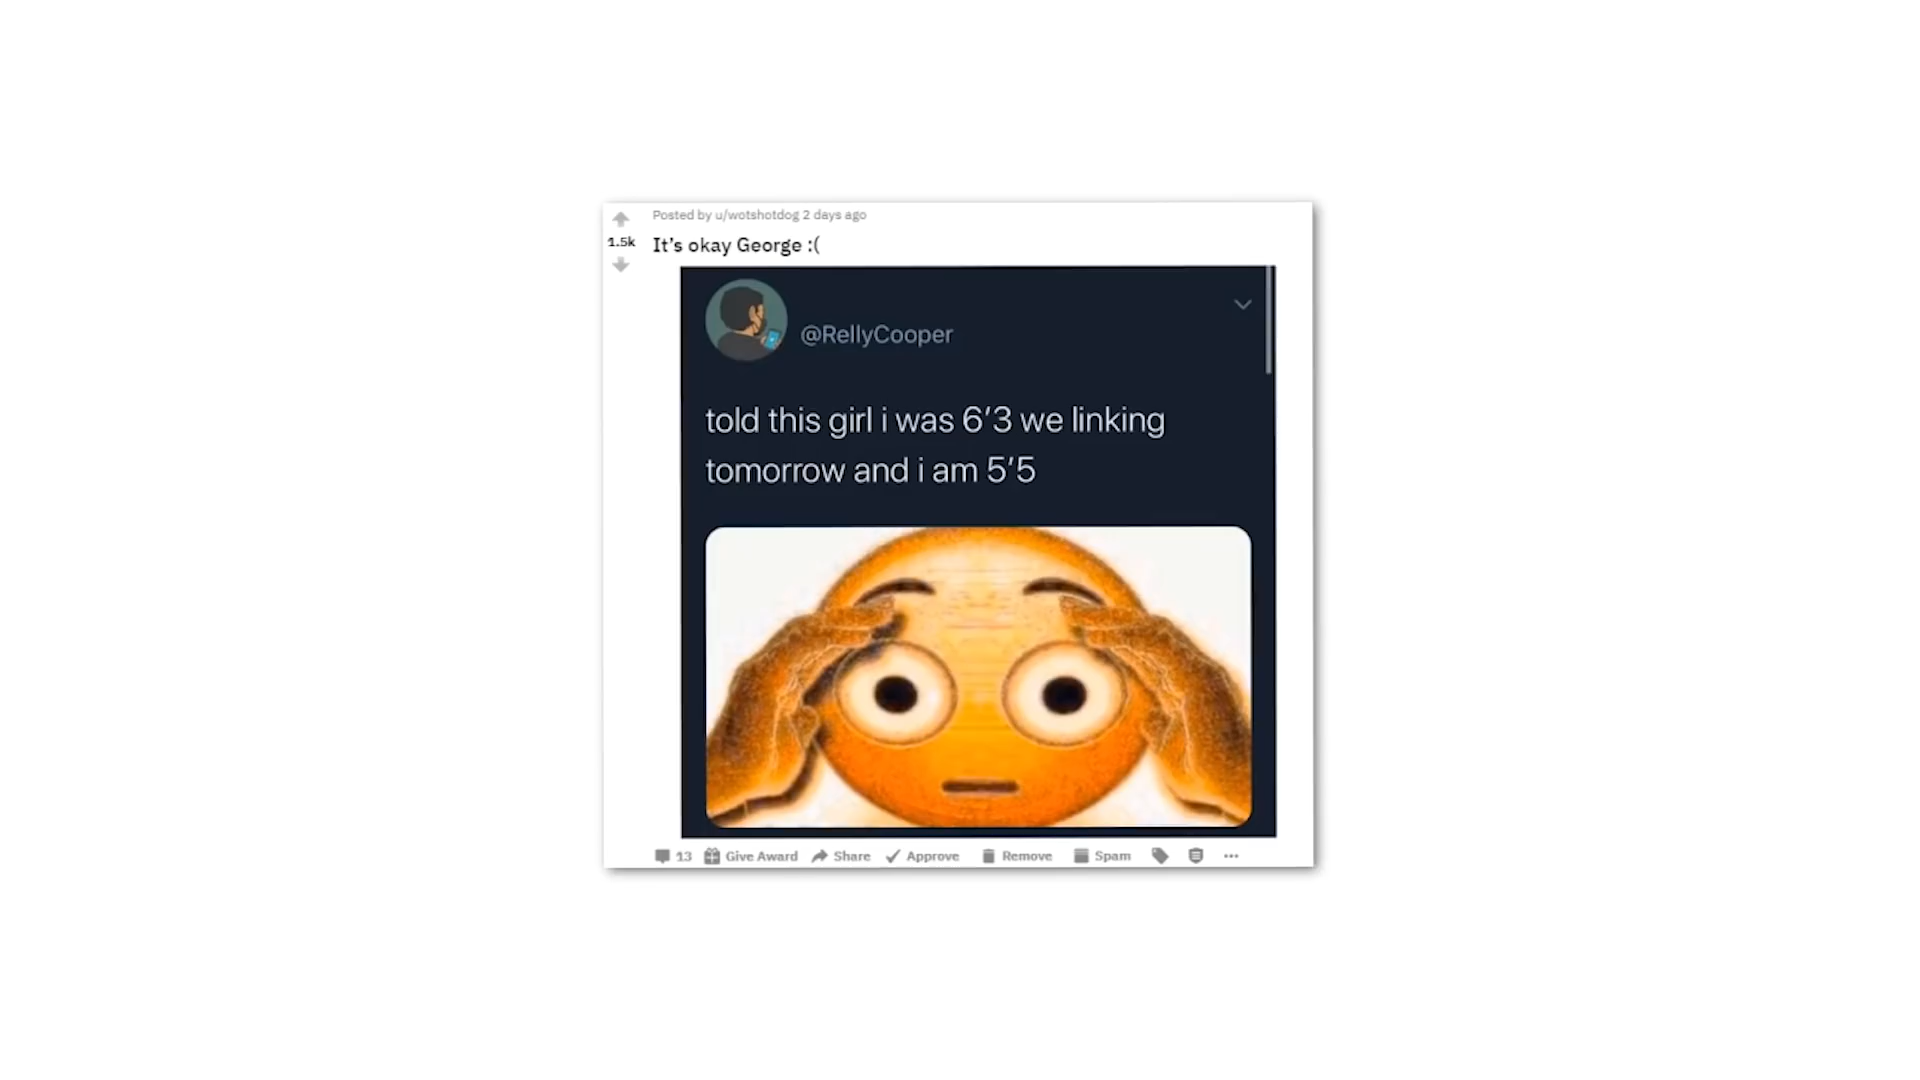 Posted by u/wotshotdog 2 days ago
1.5k
It's okay George :(
@RellyCooper
told this girl i was 6'3 we linking
tomorrow and i am 5'5
13 Give Award Share Approve Remove Spam